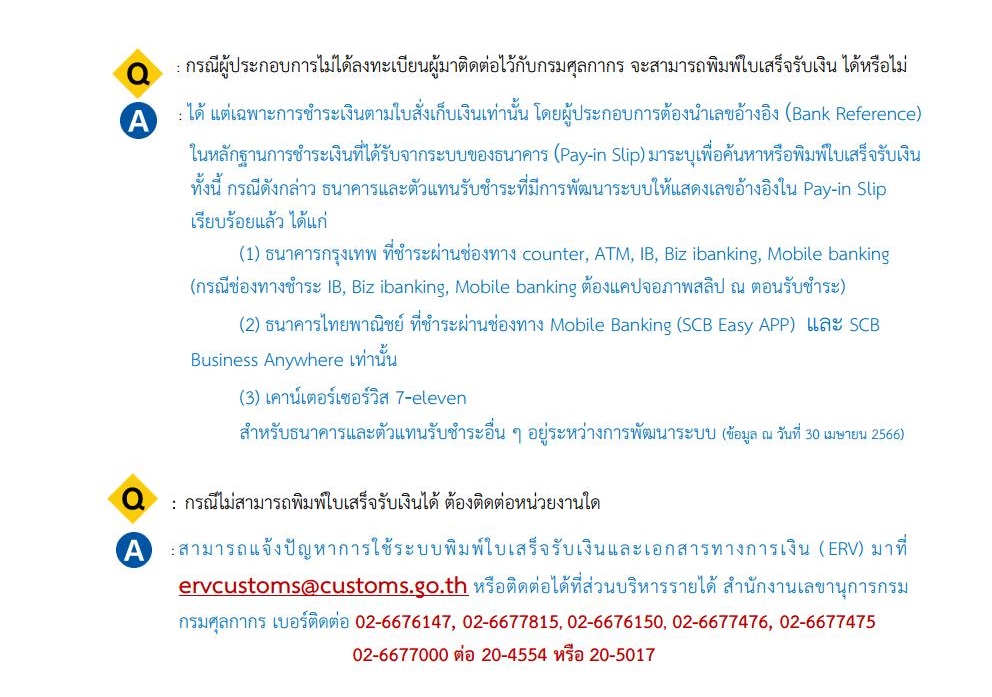 Q : กรณีผู้ประกอบการไม่ได้ลงทะเบียนผู้มาติดต่อไว้กับกรมศุลกากร จะสามารถพิมพ์ใบเสร็จรับเงิน ได้หรือไม่
A : ได้ แต่เฉพาะการชำระเงินตามใบสั่งเก็บเงินเท่านั้น โดยผู้ประกอบการต้องนำเลขอ้างอิง (Bank Reference)
ในหลักฐานการชำระเงินที่ได้รับจากระบบของธนาคาร (Pay-in Slip) มาระบุเพื่อค้นหาหรือพิมพ์ใบเสร็จรับเงิน
ทั้งนี้ กรณีดังกล่าว ธนาคารและตัวแทนรับชำระที่มีการพัฒนาระบบให้แสดงเลขอ้างอิงใน Pay-in Slip
เรียบร้อยแล้ว ได้แก่
(1) ธนาคารกรุงเทพ ที่ชำระผ่านช่องทาง counter, ATM, IB, Biz ibanking, Mobile banking
(กรณีช่องทางชำระ IB, Biz ibanking, Mobile banking ต้องแคปจอภาพสลิป ณ ตอนรับชำระ)
(2) ธนาคารไทยพาณิชย์ ที่ชำระผ่านช่องทาง Mobile Banking (SCB Easy APP) และ SCB
Business Anywhere เท่านั้น
(3) เคาน์เตอร์เซอร์วิส 7-eleven
สำหรับธนาคารและตัวแทนรับชำระอื่น ๆ อยู่ระหว่างการพัฒนาระบบ (ข้อมูล ณ วันที่ 30 เมษายน 2566)
Q : กรณีไม่สามารถพิมพ์ใบเสร็จรับเงินได้ ต้องติดต่อหน่วยงานใด
A : สามารถแจ้งปัญหาการใช้ระบบพิมพ์ใบเสร็จรับเงินและเอกสารทางการเงิน (ERV) มาที่
ervcustoms@customs.go.th หรือติดต่อได้ที่ส่วนบริหารรายได้ สำนักงานเลขานุการกรม
กรมศุลกากร เบอร์ติดต่อ 02-6676147, 02-6677815, 02-6676150, 02-6677476, 02-6677475
02-6677000 ต่อ 20-4554 หรือ 20-5017